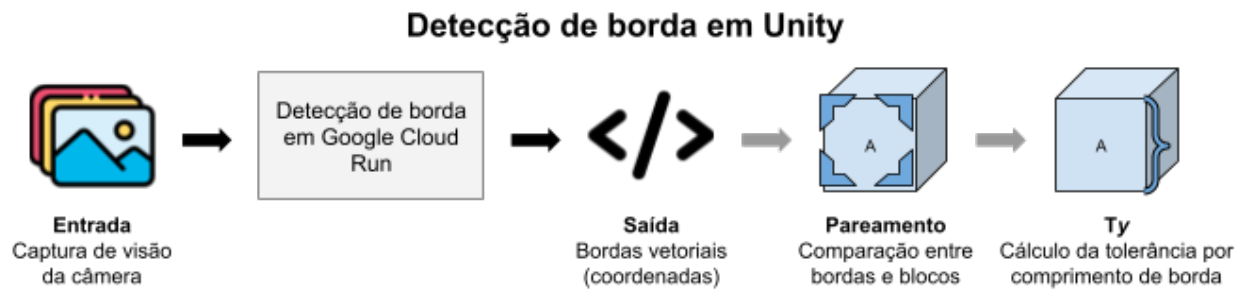 Detecção de borda em Unity
Detecção de borda
em Google Cloud
Run
</>
A
A
Entrada
Captura de visão
da câmera
Saída
Bordas vetoriais
(coordenadas)
Pareamento
Comparação entre
bordas e blocos
Ty
Cálculo da tolerância por
comprimento de borda